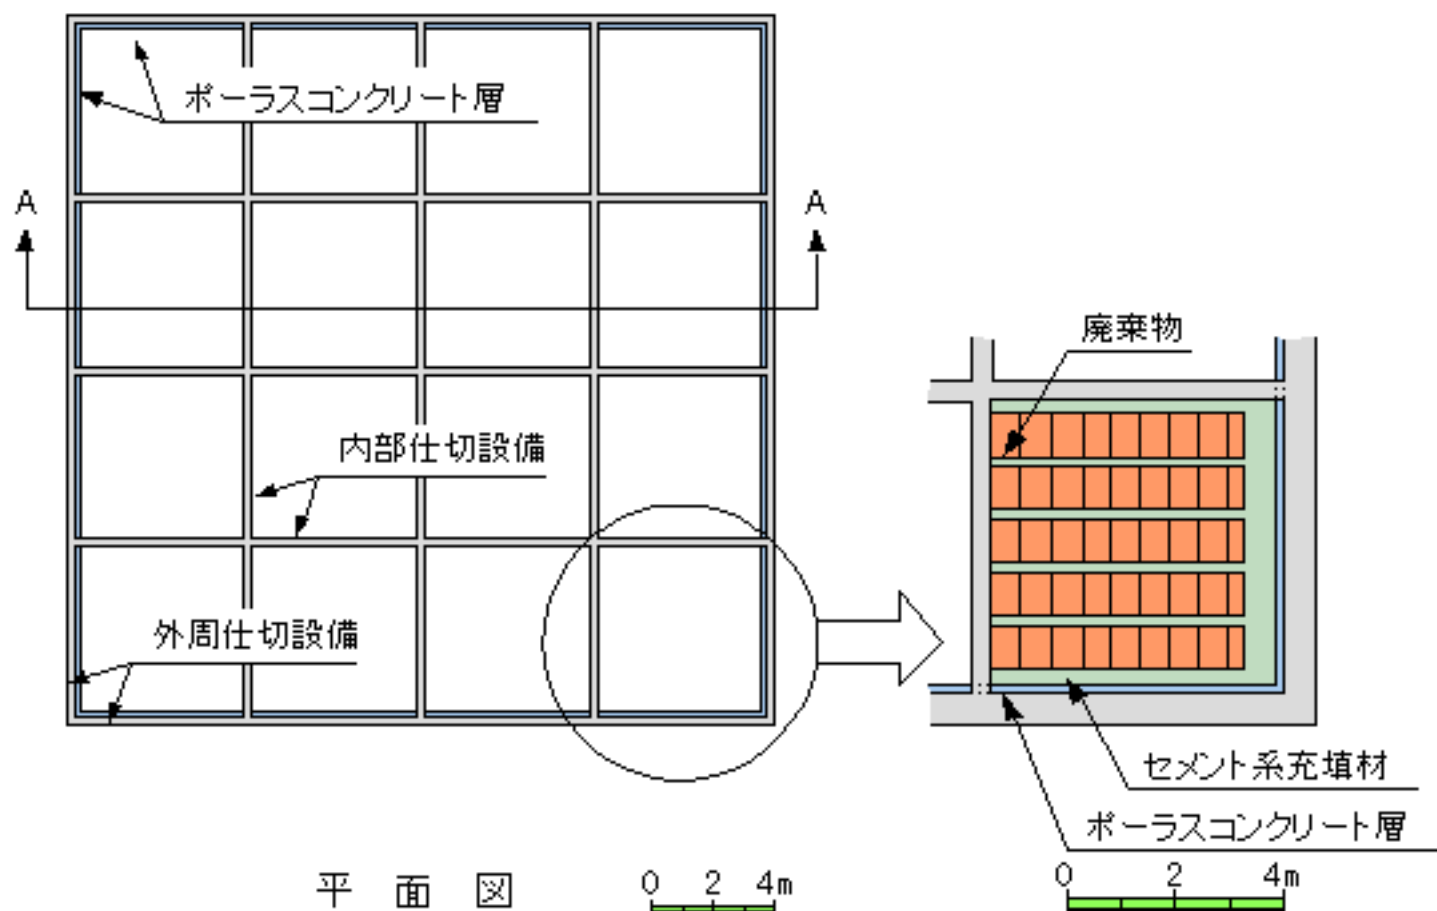 ポーラスコンクリート層
A
A
廃棄物
内部仕切設備
外周仕切設備
セメント系充填材
ポーラスコンクリート層
平面図
0 2 4m
0 2 4m